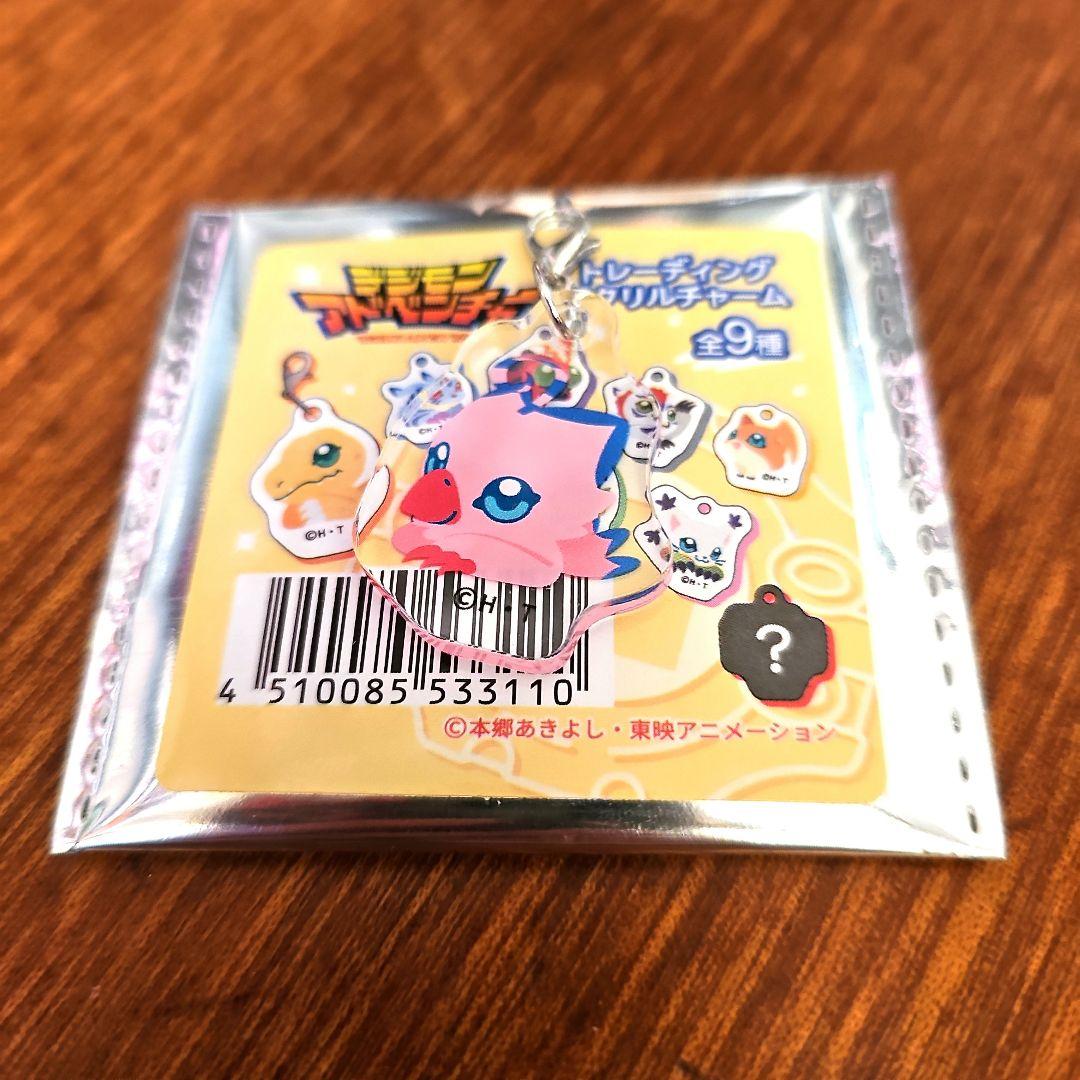 デジモン
アドベンチャー
トレーディング
クリルチャーム
全9種
©H・T
©H・T
©H・T
©H・T
©H・T
©H・T
?
4 510085 533110
©本郷あきよし・東映アニメーション